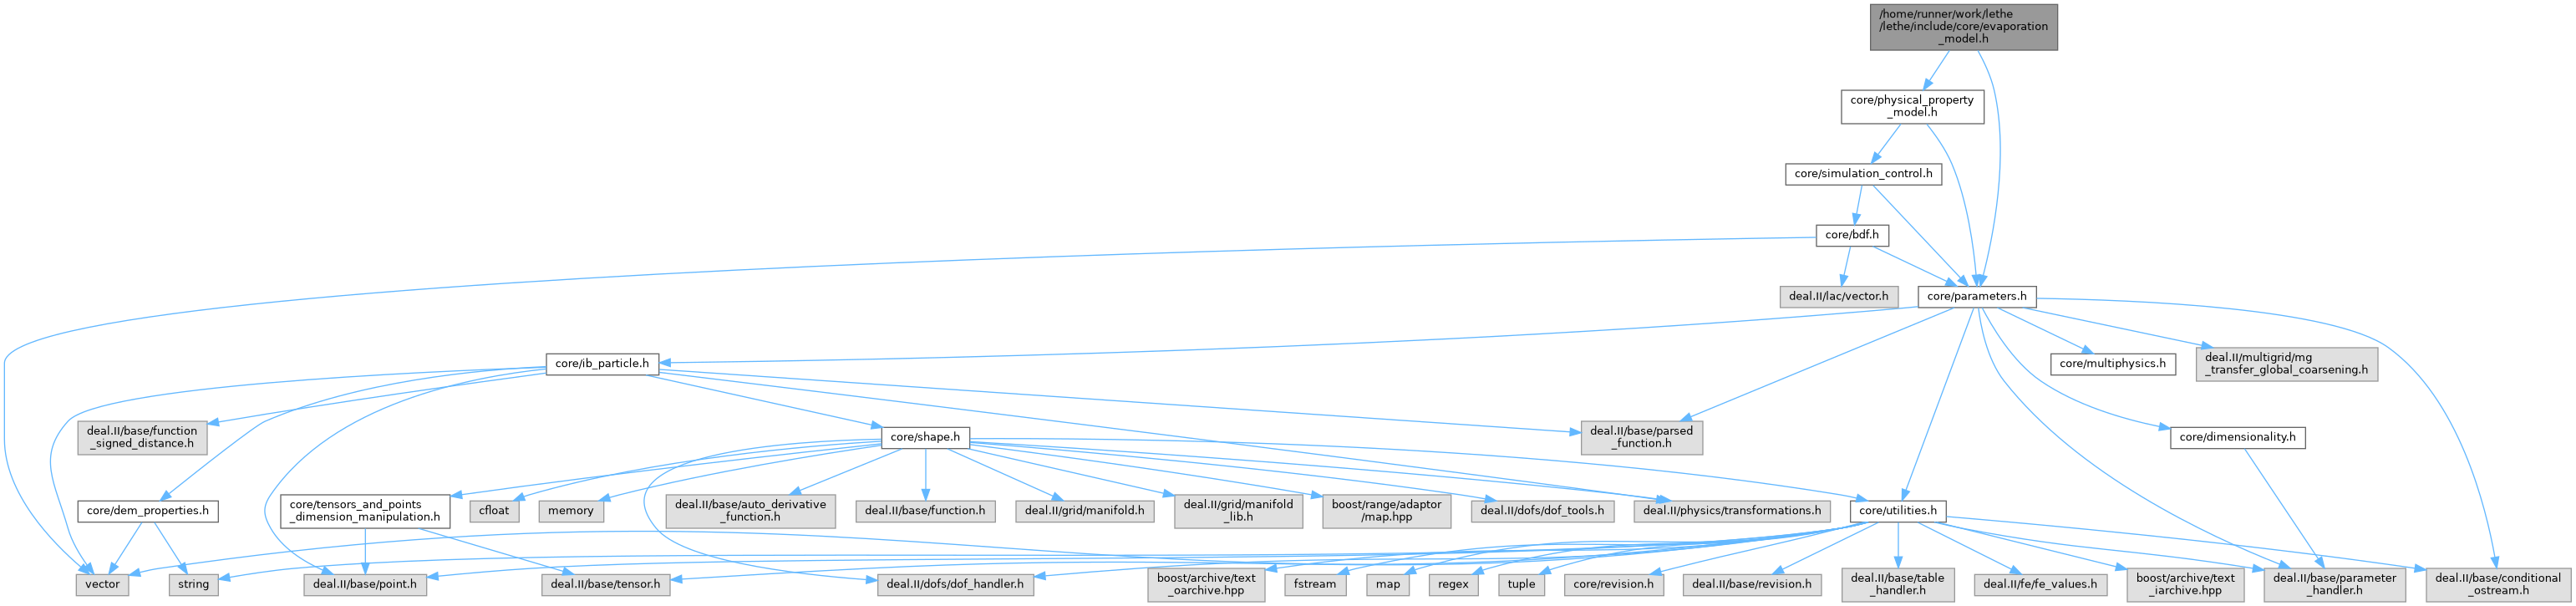 /home/runner/work/lethe
/lethe/include/core/evaporation
_model.h
core/physical_property
_model.h
core/simulation_control.h
core/bdf.h
deal.II/lac/vector.h
core/parameters.h
core/ib_particle.h
core/multiphysics.h
deal.II/multigrid/mg
_transfer_global_coarsening.h
deal.II/base/function
_signed_distance.h
core/shape.h
deal.II/base/parsed
_function.h
core/dimensionality.h
core/dem_properties.h
core/tensors_and_points
_dimension_manipulation.h
cfloat
memory
deal.II/base/auto_derivative
_function.h
deal.II/base/function.h
deal.II/grid/manifold.h
deal.II/grid/manifold
_lib.h
boost/range/adaptor
/map.hpp
deal.II/dofs/dof_tools.h
deal.II/physics/transformations.h
core/utilities.h
vector
string
deal.II/base/point.h
deal.II/base/tensor.h
deal.II/dofs/dof_handler.h
boost/archive/text
_oarchive.hpp
fstream
map
regex
tuple
core/revision.h
deal.II/base/revision.h
deal.II/base/table
_handler.h
deal.II/fe/fe_values.h
boost/archive/text
_iarchive.hpp
deal.II/base/parameter
_handler.h
deal.II/base/conditional
_ostream.h